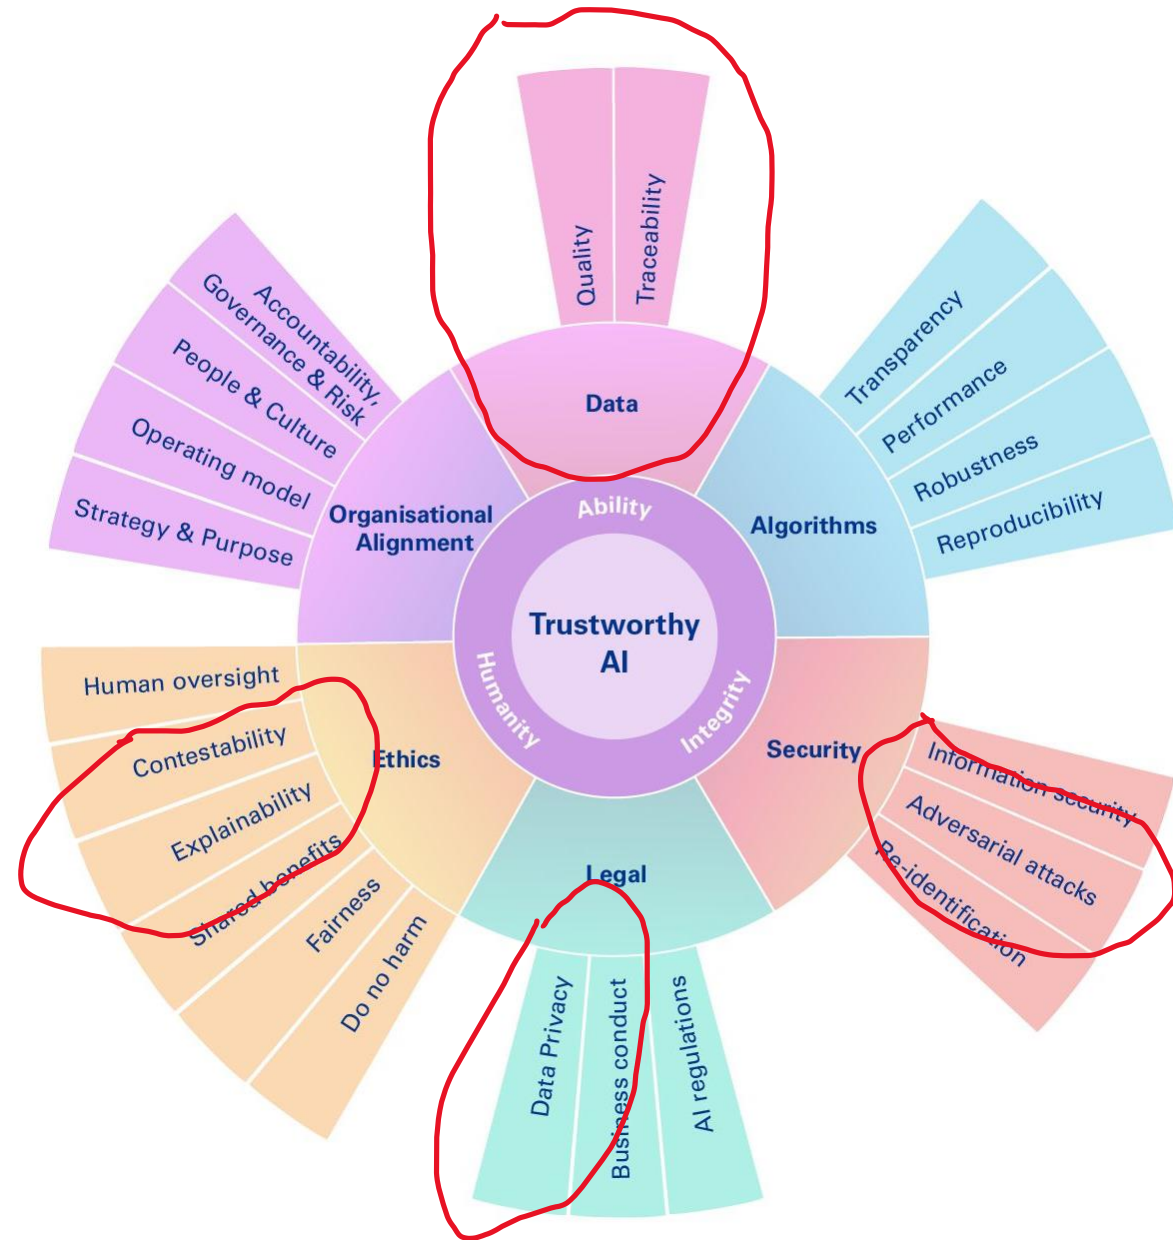 Quality
Traceability
Data
Transparency
Performance
Robustness
Reproducibility
Algorithms
Accountability,
Governance & Risk
People & Culture
Operating model
Strategy & Purpose
Organisational
Alignment
Ability
Integrity
Humanity
Trustworthy
AI
Human oversight
Contestability
Explainability
Shared benefits
Fairness
Do no harm
Ethics
Security
Information security
Adversarial attacks
Re-identification
Legal
Data Privacy
Business conduct
AI regulations